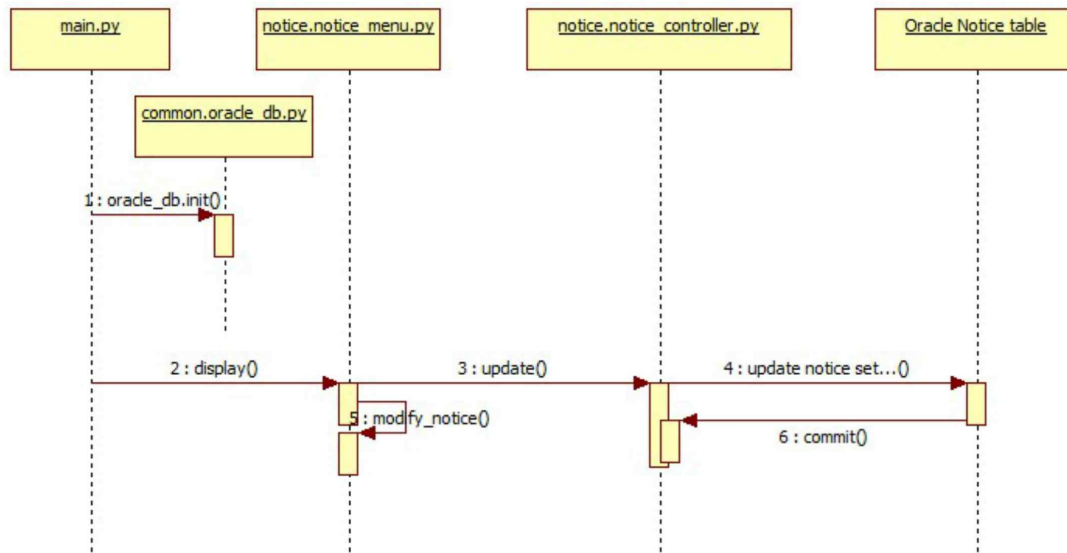 main.py
notice.notice_menu.py
notice.notice_controller.py
Oracle Notice table
common.oracle_db.py
1 : oracle_db.init()
2 : display()
3 : update()
4 : update notice set...()
5 : modify_notice()
6 : commit()